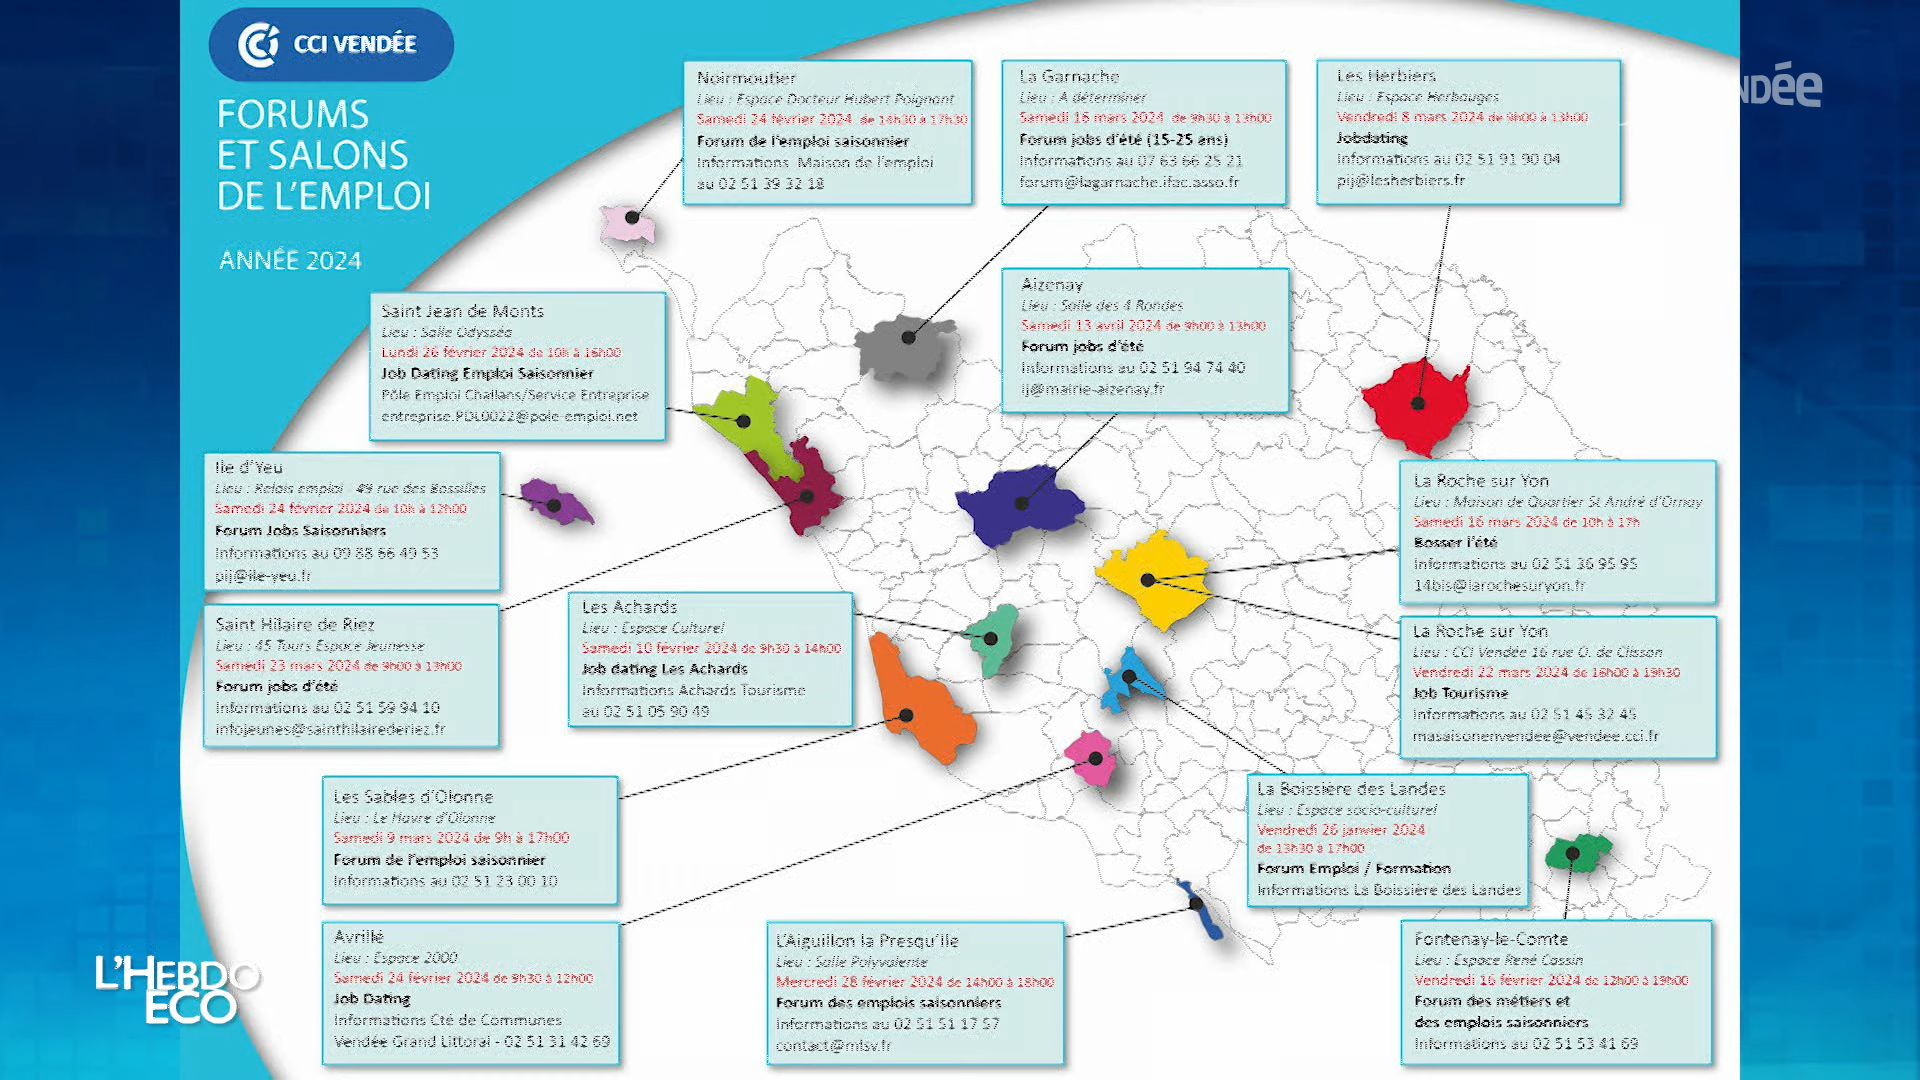 CCI VENDÉE
FORUMS
ET SALONS
DE L'EMPLOI
ANNÉE 2024
NDÉE
Noirmoutier
Lieu : Espace Docteur Hubert Poignant
Samedi 24 février 2024 de 14h30 à 17h30
Forum de l'emploi saisonnier
Informations Maison de l'emploi
au 02 51 39 32 18
La Garnache
Lieu : A déterminer
Samedi 16 mars 2024 de 9h30 à 13h00
Forum jobs d'été (15-25 ans)
Informations au 07 63 66 25 21
forum@lagarnache.ifac.asso.fr
Les Herbiers
Lieu : Espace Herbauges
Vendredi 8 mars 2024 de 9h00 à 13h00
Jobdating
Informations au 02 51 91 90 04
pij@lesherbiers.fr
Saint Jean de Monts
Lieu : Salle Odysséa
Lundi 26 février 2024 de 10h à 16h00
Job Dating Emploi Saisonnier
Pôle Emploi Challans/Service Entreprise
entreprise.PDL0022@pole-emploi.net
Aizenay
Lieu : Salle des 4 Rondes
Samedi 13 avril 2024 de 9h00 à 13h00
Forum jobs d'été
Informations au 02 51 94 74 40
ij@mairie-aizenay.fr
Ile d'Yeu
Lieu : Relais emploi - 49 rue des Bossilles
Samedi 24 février 2024 de 10h à 12h00
Forum Jobs Saisonniers
Informations au 09 88 66 49 53
pij@ile-yeu.fr
La Roche sur Yon
Lieu : Maison de Quartier St André d'Ornay
Samedi 16 mars 2024 de 10h à 17h
Bosser l'été
Informations au 02 51 36 95 95
14bis@larochesuryon.fr
Saint Hilaire de Riez
Lieu : 45 Tours Espace Jeunesse
Samedi 23 mars 2024 de 9h00 à 13h00
Forum jobs d'été
Informations au 02 51 59 94 10
infojeunes@sainthilairederiez.fr
Les Achards
Lieu : Espace Culturel
Samedi 10 février 2024 de 9h30 à 14h00
Job dating Les Achards
Informations Achards Tourisme
au 02 51 05 90 49
La Roche sur Yon
Lieu : CCI Vendée 16 rue O. de Clisson
Vendredi 22 mars 2024 de 16h00 à 19h30
Job Tourisme
Informations au 02 51 45 32 45
masaisonenvendee@vendee.cci.fr
Les Sables d'Olonne
Lieu : Le Havre d'Olonne
Samedi 9 mars 2024 de 9h à 17h00
Forum de l'emploi saisonnier
Informations au 02 51 23 00 10
La Boissière des Landes
Lieu : Espace socio-culturel
Vendredi 26 janvier 2024
de 13h30 à 17h00
Forum Emploi / Formation
Informations La Boissière des Landes
Avrillé
Lieu : Espace 2000
Samedi 24 février 2024 de 9h30 à 12h00
Job Dating
Informations Cté de Communes
Vendée Grand Littoral - 02 51 31 42 69
L'Aiguillon la Presqu'île
Lieu : Salle Polyvalente
Mercredi 28 février 2024 de 14h00 à 18h00
Forum des emplois saisonniers
Informations au 02 51 51 17 57
contact@mlsv.fr
Fontenay-le-Comte
Lieu : Espace René Cassin
Vendredi 16 février 2024 de 12h00 à 19h00
Forum des métiers et
des emplois saisonniers
Informations au 02 51 53 41 69
L'HEBDO
ECO